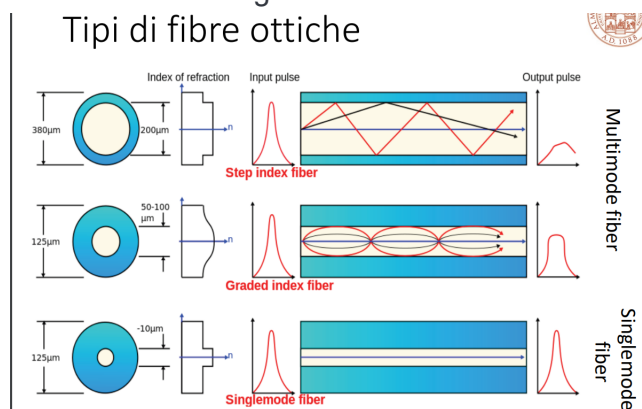 Tipi di fibre ottiche
A.D. 1088
Index of refraction
Input pulse
Output pulse
380µm
200µm
n
Step index fiber
Multimode fiber
50-100
µm
125µm
n
Graded index fiber
-10µm
125µm
n
Singlemode fiber
Singlemode
fiber